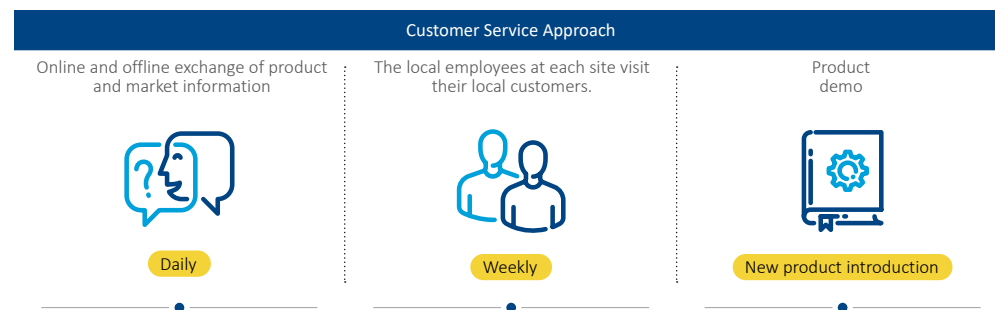 Customer Service Approach
Online and offline exchange of product
and market information
Daily
The local employees at each site visit
their local customers.
Weekly
Product
demo
New product introduction